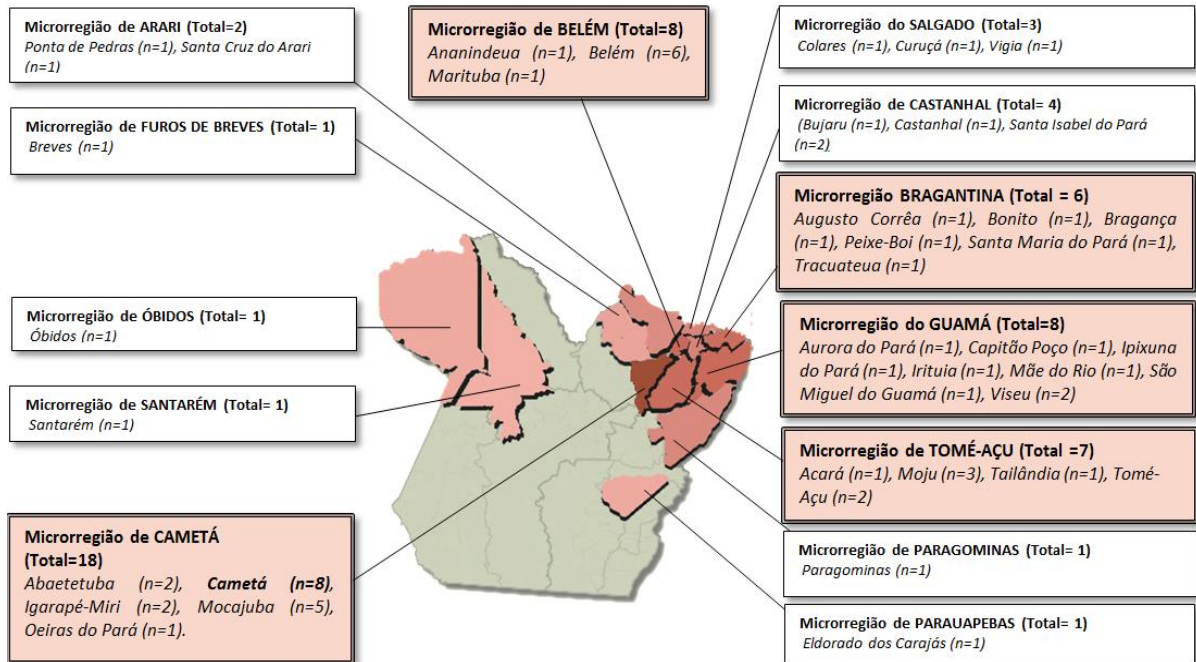 Microrregião de ARARI (Total=2)
Ponta de Pedras (n=1), Santa Cruz do Arari
(n=1)
Microrregião de FUROS DE BREVES (Total= 1)
Breves (n=1)
Microrregião de ÓBIDOS (Total= 1)
Óbidos (n=1)
Microrregião de SANTARÉM (Total= 1)
Santarém (n=1)
Microrregião de CAMETÁ
(Total=18)
Abaetetuba (n=2), Cametá (n=8),
Igarapé-Miri (n=2), Mocajuba (n=5),
Oeiras do Pará (n=1).
Microrregião de BELÉM (Total=8)
Ananindeua (n=1), Belém (n=6),
Marituba (n=1)
Microrregião do SALGADO (Total=3)
Colares (n=1), Curuçá (n=1), Vigia (n=1)
Microrregião de CASTANHAL (Total= 4)
(Bujaru (n=1), Castanhal (n=1), Santa Isabel do Pará
(n=2)
Microrregião BRAGANTINA (Total = 6)
Augusto Corrêa (n=1), Bonito (n=1), Bragança
(n=1), Peixe-Boi (n=1), Santa Maria do Pará (n=1),
Tracuateua (n=1)
Microrregião do GUAMÁ (Total=8)
Aurora do Pará (n=1), Capitão Poço (n=1), Ipixuna
do Pará (n=1), Irituia (n=1), Mãe do Rio (n=1), São
Miguel do Guamá (n=1), Viseu (n=2)
Microrregião de TOMÉ-AÇU (Total =7)
Acará (n=1), Moju (n=3), Tailândia (n=1), Tomé-
Açu (n=2)
Microrregião de PARAGOMINAS (Total= 1)
Paragominas (n=1)
Microrregião de PARAUAPEBAS (Total= 1)
Eldorado dos Carajás (n=1)